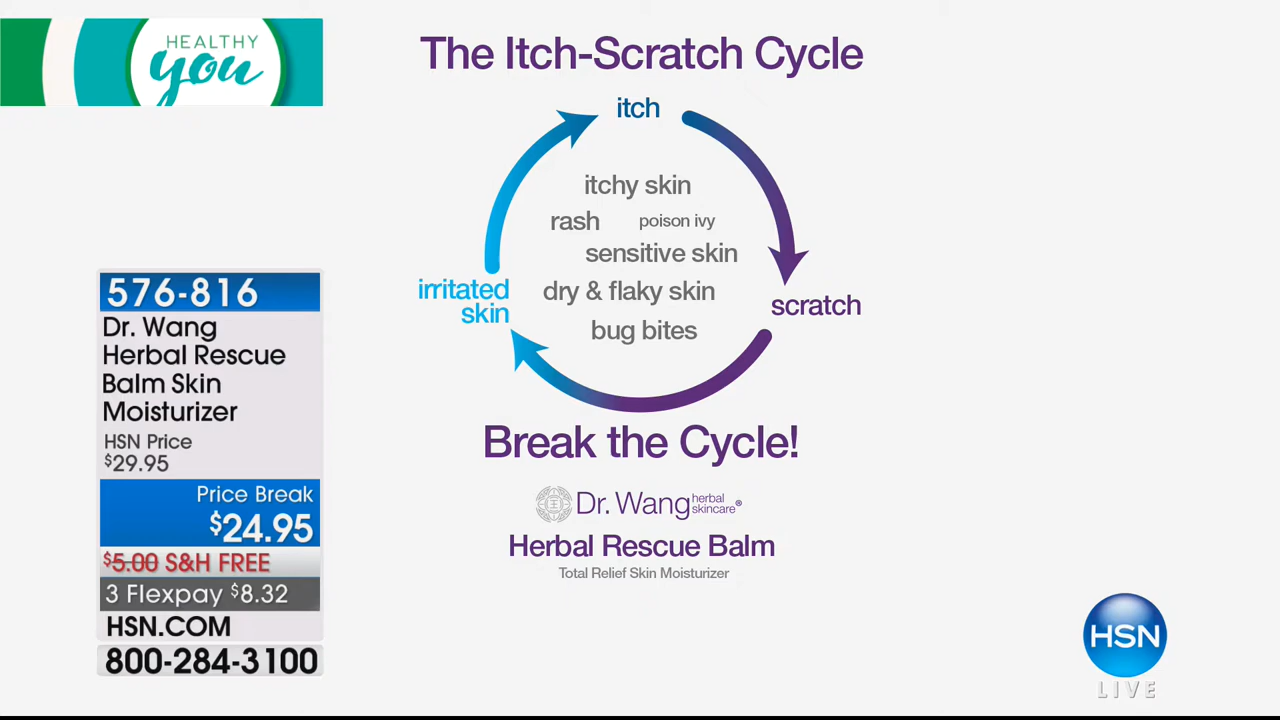 HEALTHY
you
The Itch-Scratch Cycle
itch
itchy skin
rash poison ivy
sensitive skin
irritated
skin
dry & flaky skin
scratch
bug bites
Break the Cycle!
Dr. Wang herbal skincare®
Herbal Rescue Balm
Total Relief Skin Moisturizer
576-816
Dr. Wang
Herbal Rescue
Balm Skin
Moisturizer
HSN Price
$29.95
Price Break
$24.95
$5.00 S&H FREE
3 Flexpay $8.32
HSN.COM
800-284-3100
HSN
LIVE